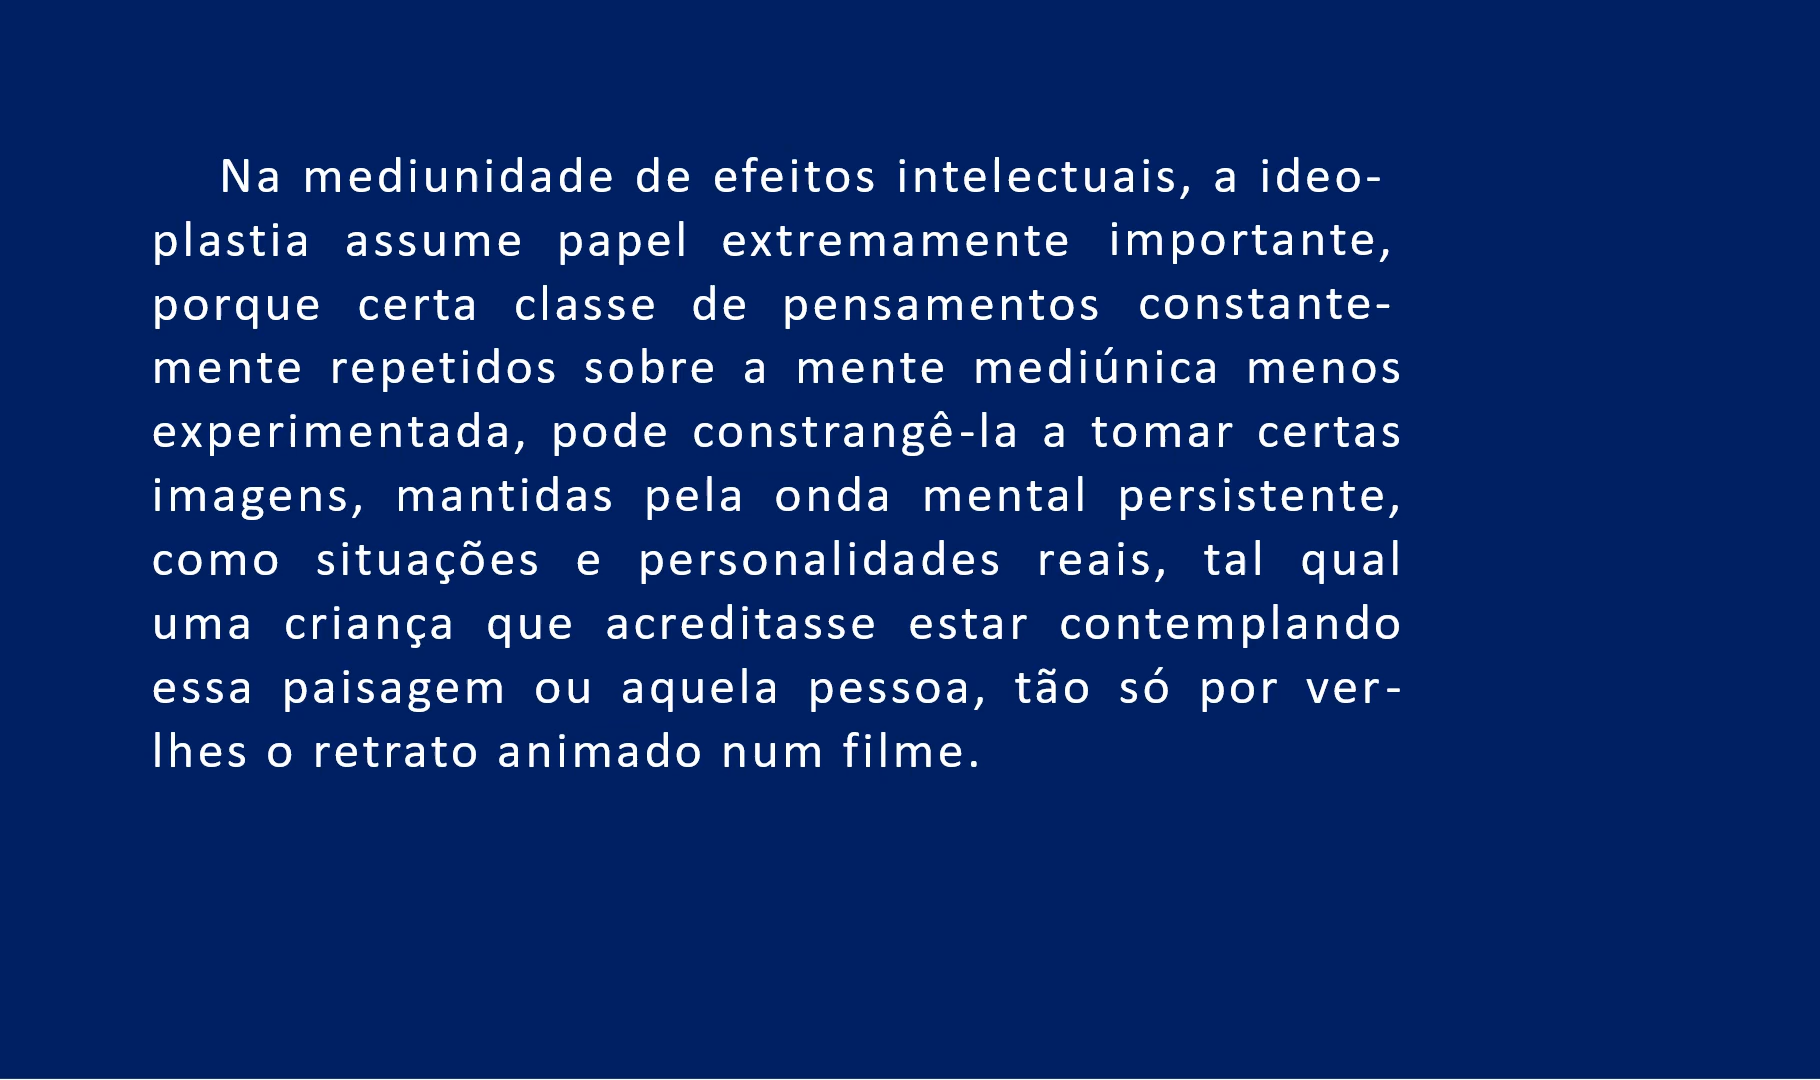 Na mediunidade de efeitos intelectuais, a ideo-
plastia assume papel extremamente importante,
porque certa classe de pensamentos constante-
mente repetidos sobre a mente mediúnica menos
experimentada, pode constrangê-la a tomar certas
imagens, mantidas pela onda mental persistente,
como situações e personalidades reais, tal qual
uma criança que acreditasse estar contemplando
essa paisagem ou aquela pessoa, tão só por ver-
lhes o retrato animado num filme.